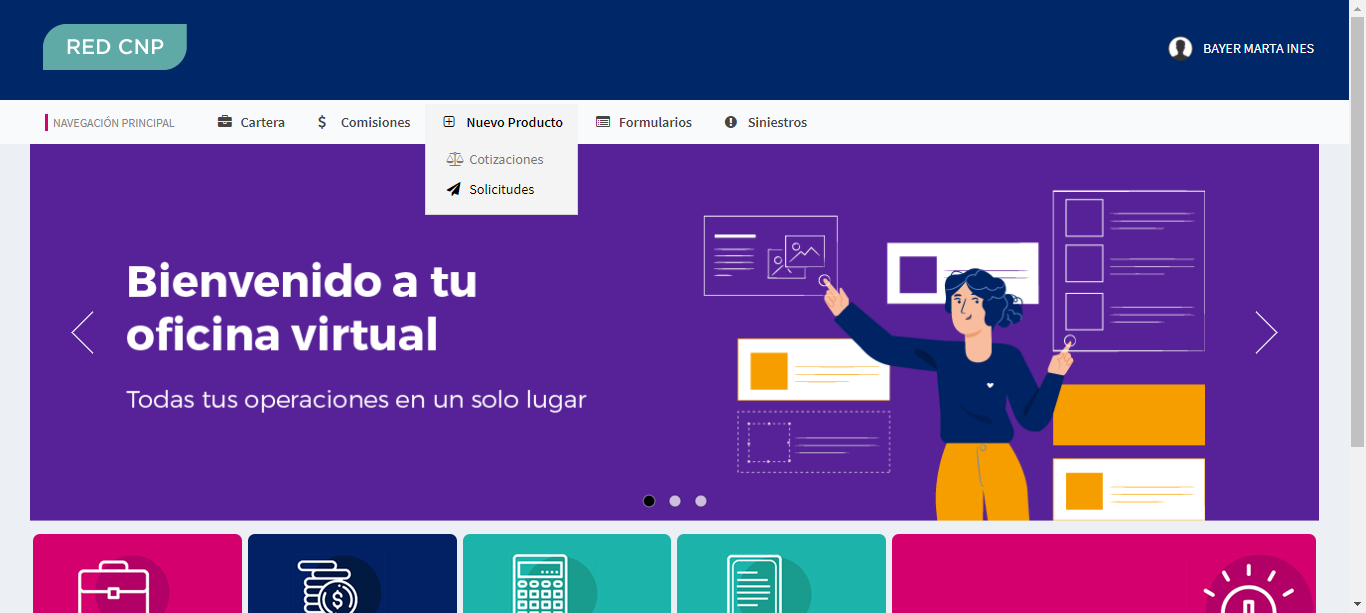 RED CNP
BAYER MARTA INES
NAVEGACIÓN PRINCIPAL
Cartera
$ Comisiones
Nuevo Producto
Formularios
Siniestros
Cotizaciones
Solicitudes
Bienvenido a tu
oficina virtual
Todas tus operaciones en un solo lugar
$